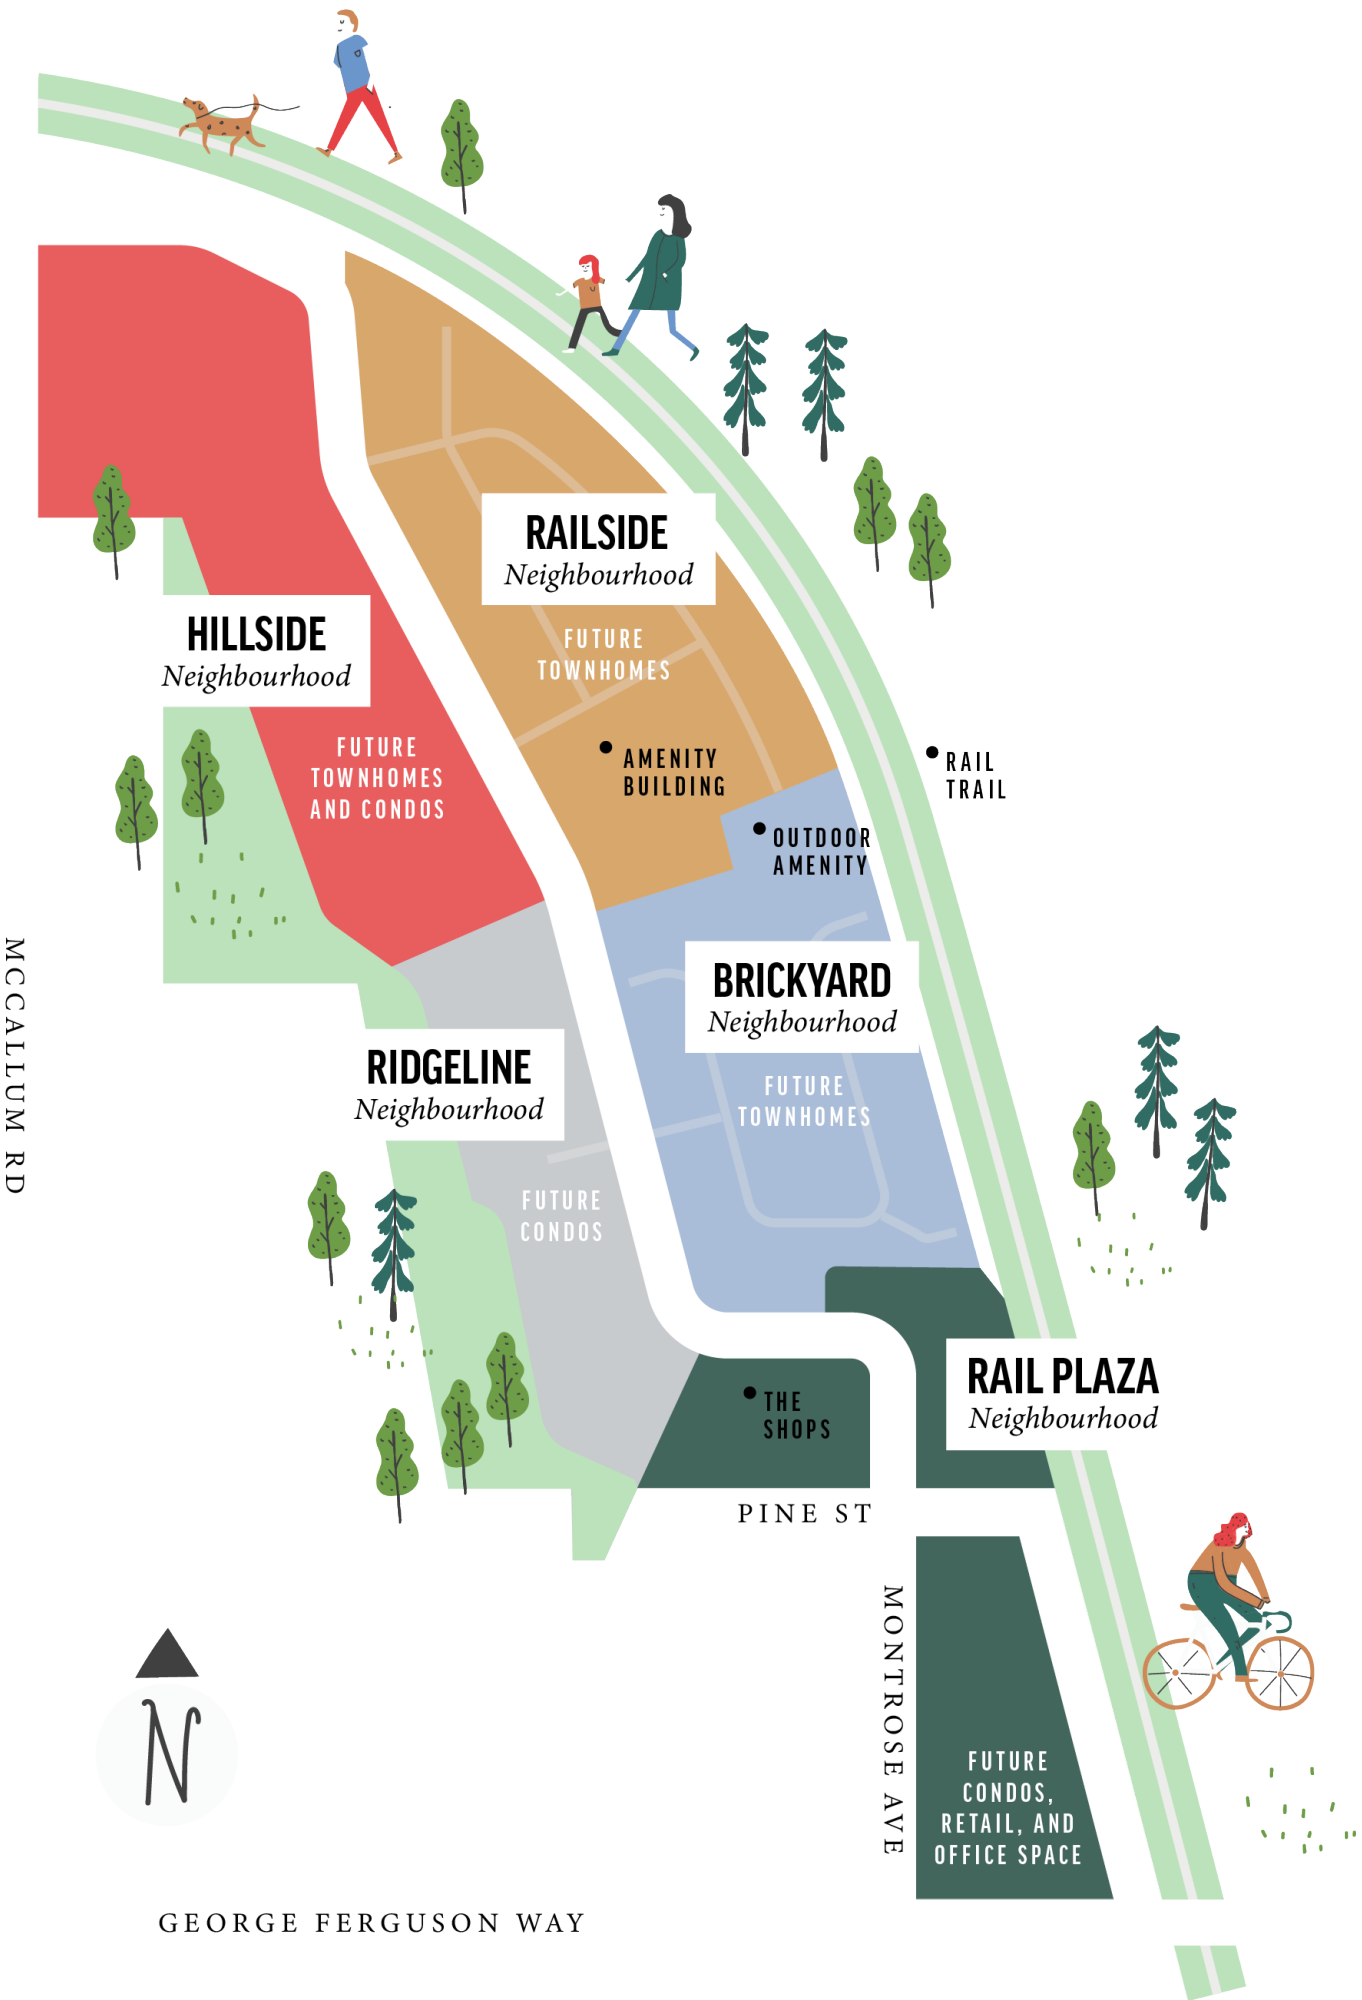 RAILSIDE
Neighbourhood
FUTURE
TOWNHOMES
HILLSIDE
Neighbourhood
FUTURE
TOWNHOMES
AND CONDOS
AMENITY
BUILDING
RAIL
TRAIL
OUTDOOR
AMENITY
BRICKYARD
Neighbourhood
FUTURE
TOWNHOMES
MCCALLUM RD
RIDGELINE
Neighbourhood
FUTURE
CONDOS
RAIL PLAZA
Neighbourhood
THE
SHOPS
PINE ST
MONTROSE AVE
N
FUTURE
CONDOS,
RETAIL, AND
OFFICE SPACE
GEORGE FERGUSON WAY